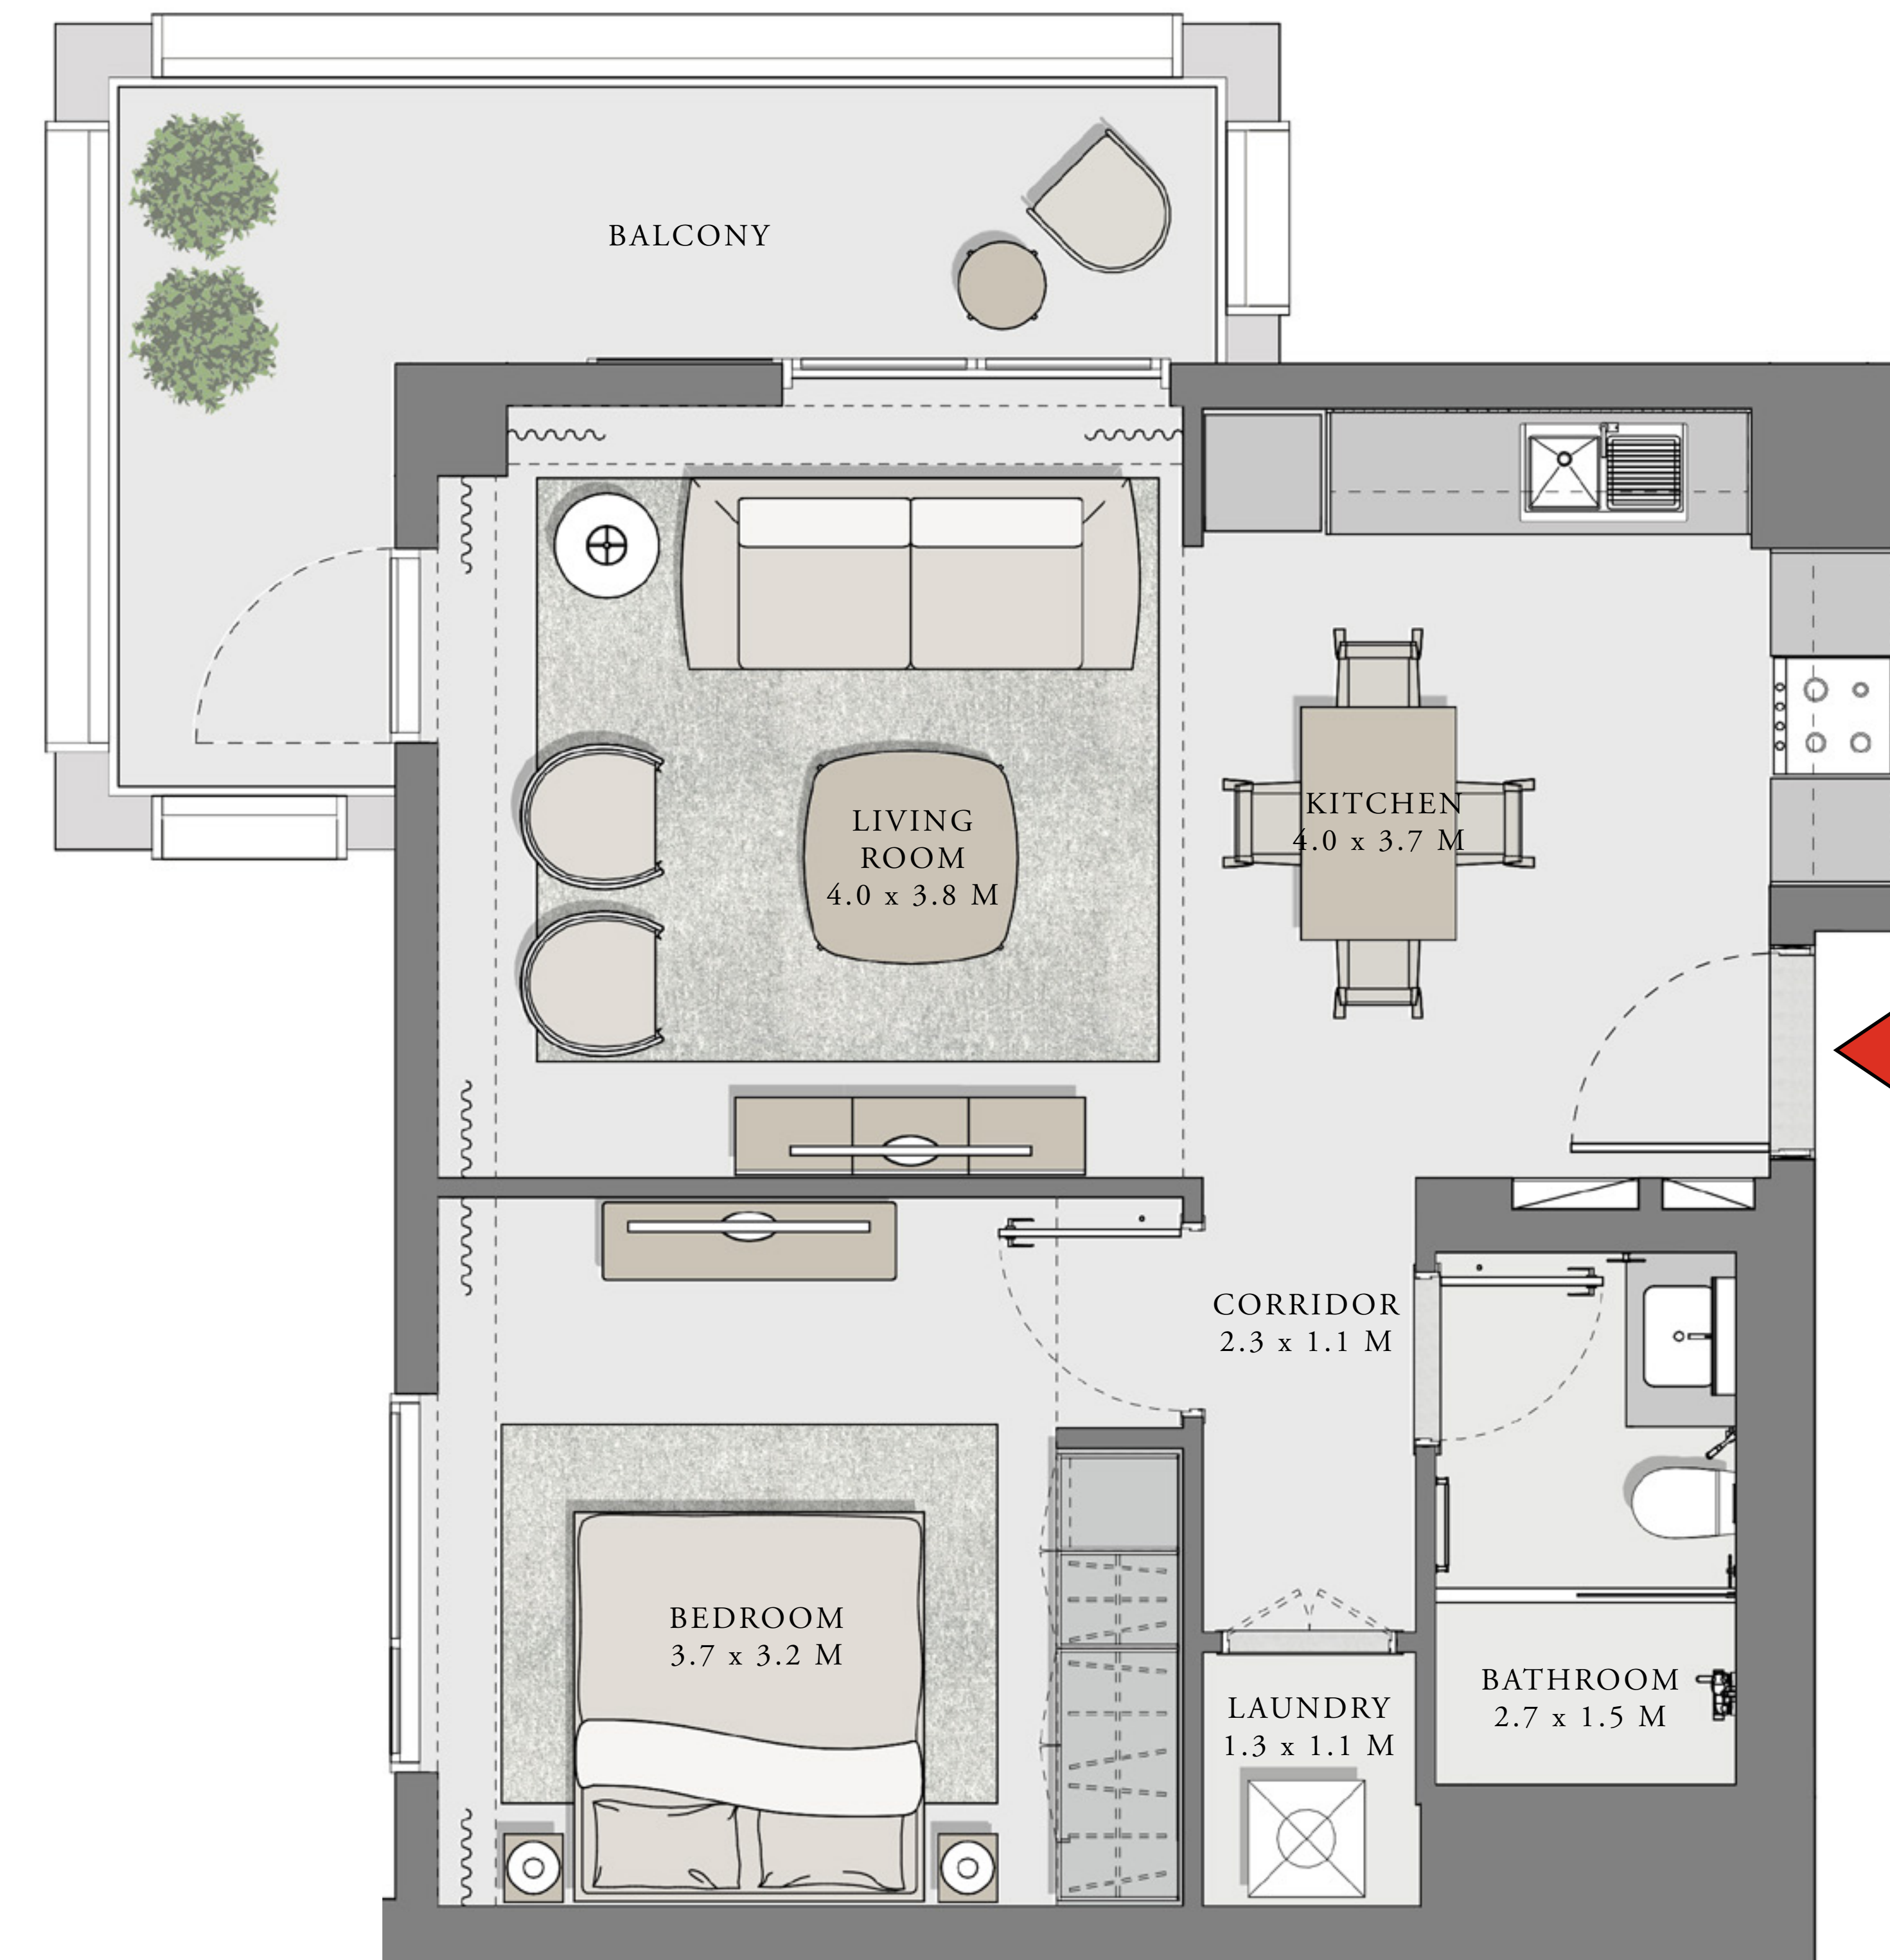 BALCONY
LIVING
ROOM
4.0 x 3.8 M
KITCHEN
4.0 x 3.7 M
CORRIDOR
2.3 x 1.1 M
BEDROOM
3.7 x 3.2 M
LAUNDRY
1.3 x 1.1 M
BATHROOM
2.7 x 1.5 M